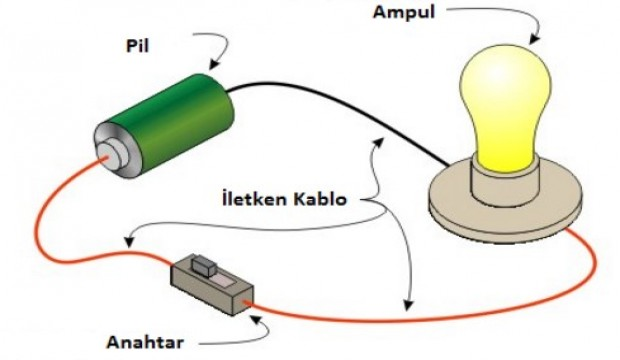 Ampul
Pil
İletken Kablo
Anahtar